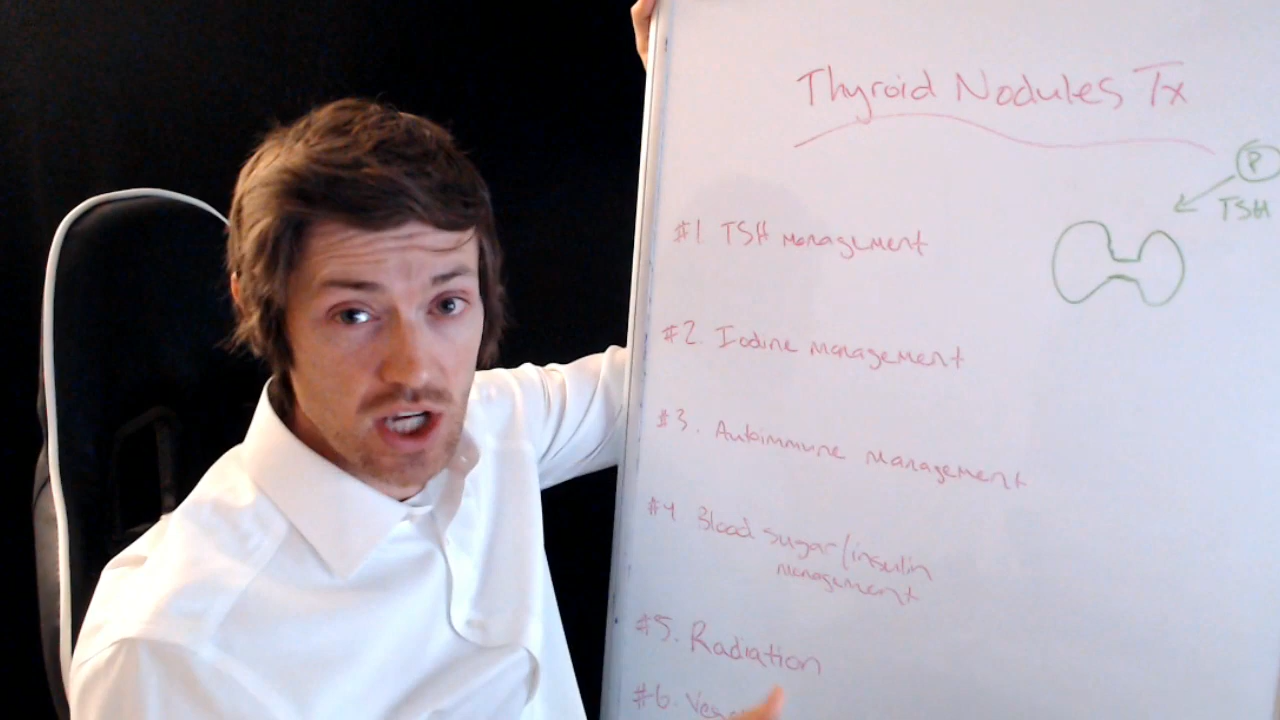 Thyroid Nodules Tx
P
TSH
#1 TSH management
#2. Iodine management
#3. Autoimmune management
#4 Blood sugar/insulin
management
#5. Radiation
#6.